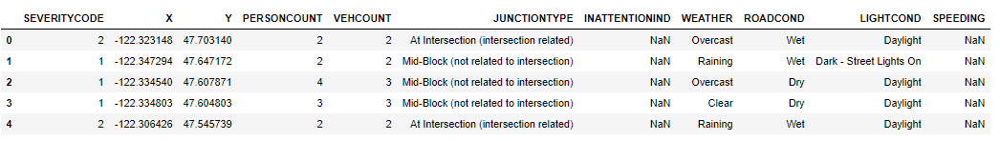 SEVERITYCODE X Y PERSONCOUNT VEHCOUNT JUNCTIONTYPE INATTENTIONIND WEATHER ROADCOND LIGHTCOND SPEEDING
0 2 -122.323148 47.703140 2 2 At Intersection (intersection related) NaN Overcast Wet Daylight NaN
1 1 -122.347294 47.647172 2 2 Mid-Block (not related to intersection) NaN Raining Wet Dark - Street Lights On NaN
2 1 -122.334540 47.607871 4 3 Mid-Block (not related to intersection) NaN Overcast Dry Daylight NaN
3 1 -122.334803 47.604803 3 3 Mid-Block (not related to intersection) NaN Clear Dry Daylight NaN
4 2 -122.306426 47.545739 2 2 At Intersection (intersection related) NaN Raining Wet Daylight NaN